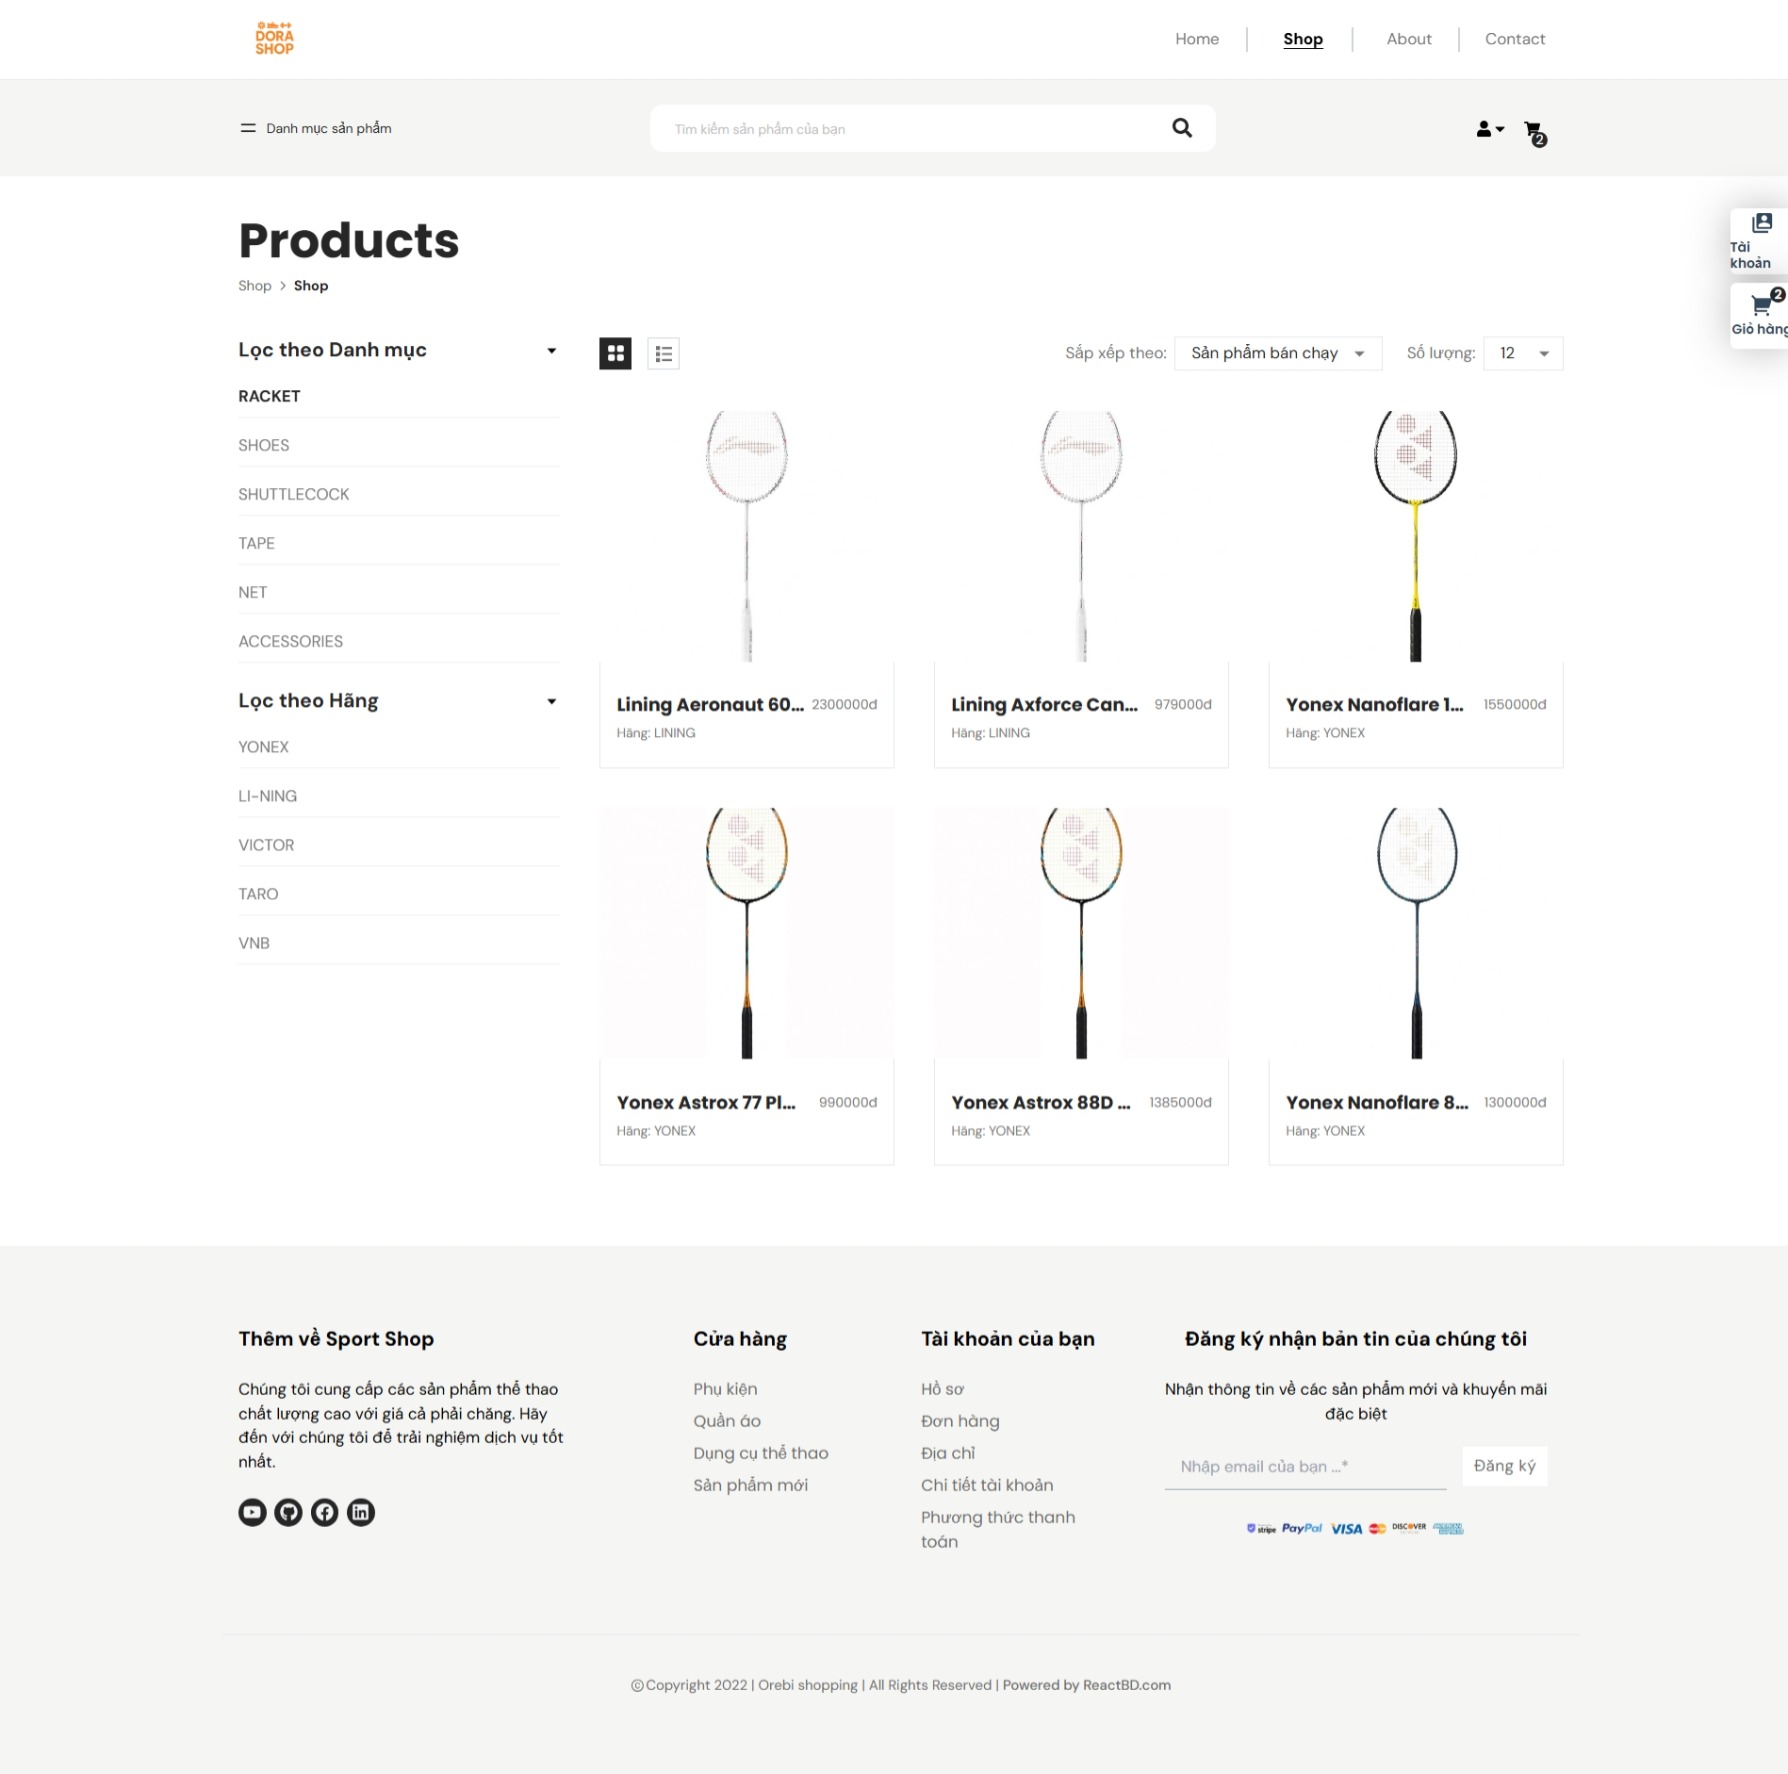 DORA
SHOP
Home
Shop
About
Contact
Danh mục sản phẩm
Tìm kiếm sản phẩm của bạn
2
Products
Shop > Shop
Tài
khoản
2
Giỏ hàng
Lọc theo Danh mục
RACKET
SHOES
SHUTTLECOCK
TAPE
NET
ACCESSORIES
Lọc theo Hãng
YONEX
LI-NING
VICTOR
TARO
VNB
Sắp xếp theo: Sản phẩm bán chạy
Số lượng: 12
Lining Aeronaut 60... 2300000đ
Hãng: LINING
Lining Axforce Can... 979000đ
Hãng: LINING
Yonex Nanoflare 1... 1550000đ
Hãng: YONEX
Yonex Astrox 77 Pl... 990000đ
Hãng: YONEX
Yonex Astrox 88D ... 1385000đ
Hãng: YONEX
Yonex Nanoflare 8... 1300000đ
Hãng: YONEX
Thêm về Sport Shop
Chúng tôi cung cấp các sản phẩm thể thao
chất lượng cao với giá cả phải chăng. Hãy
đến với chúng tôi để trải nghiệm dịch vụ tốt
nhất.
Cửa hàng
Phụ kiện
Quần áo
Dụng cụ thể thao
Sản phẩm mới
Tài khoản của bạn
Hồ sơ
Đơn hàng
Địa chỉ
Chi tiết tài khoản
Phương thức thanh
toán
Đăng ký nhận bản tin của chúng tôi
Nhận thông tin về các sản phẩm mới và khuyến mãi
đặc biệt
Nhập email của bạn ...*
Đăng ký
stripe PayPal VISA DISCOVER AMERICAN EXPRESS
© Copyright 2022 | Orebi shopping | All Rights Reserved | Powered by ReactBD.com